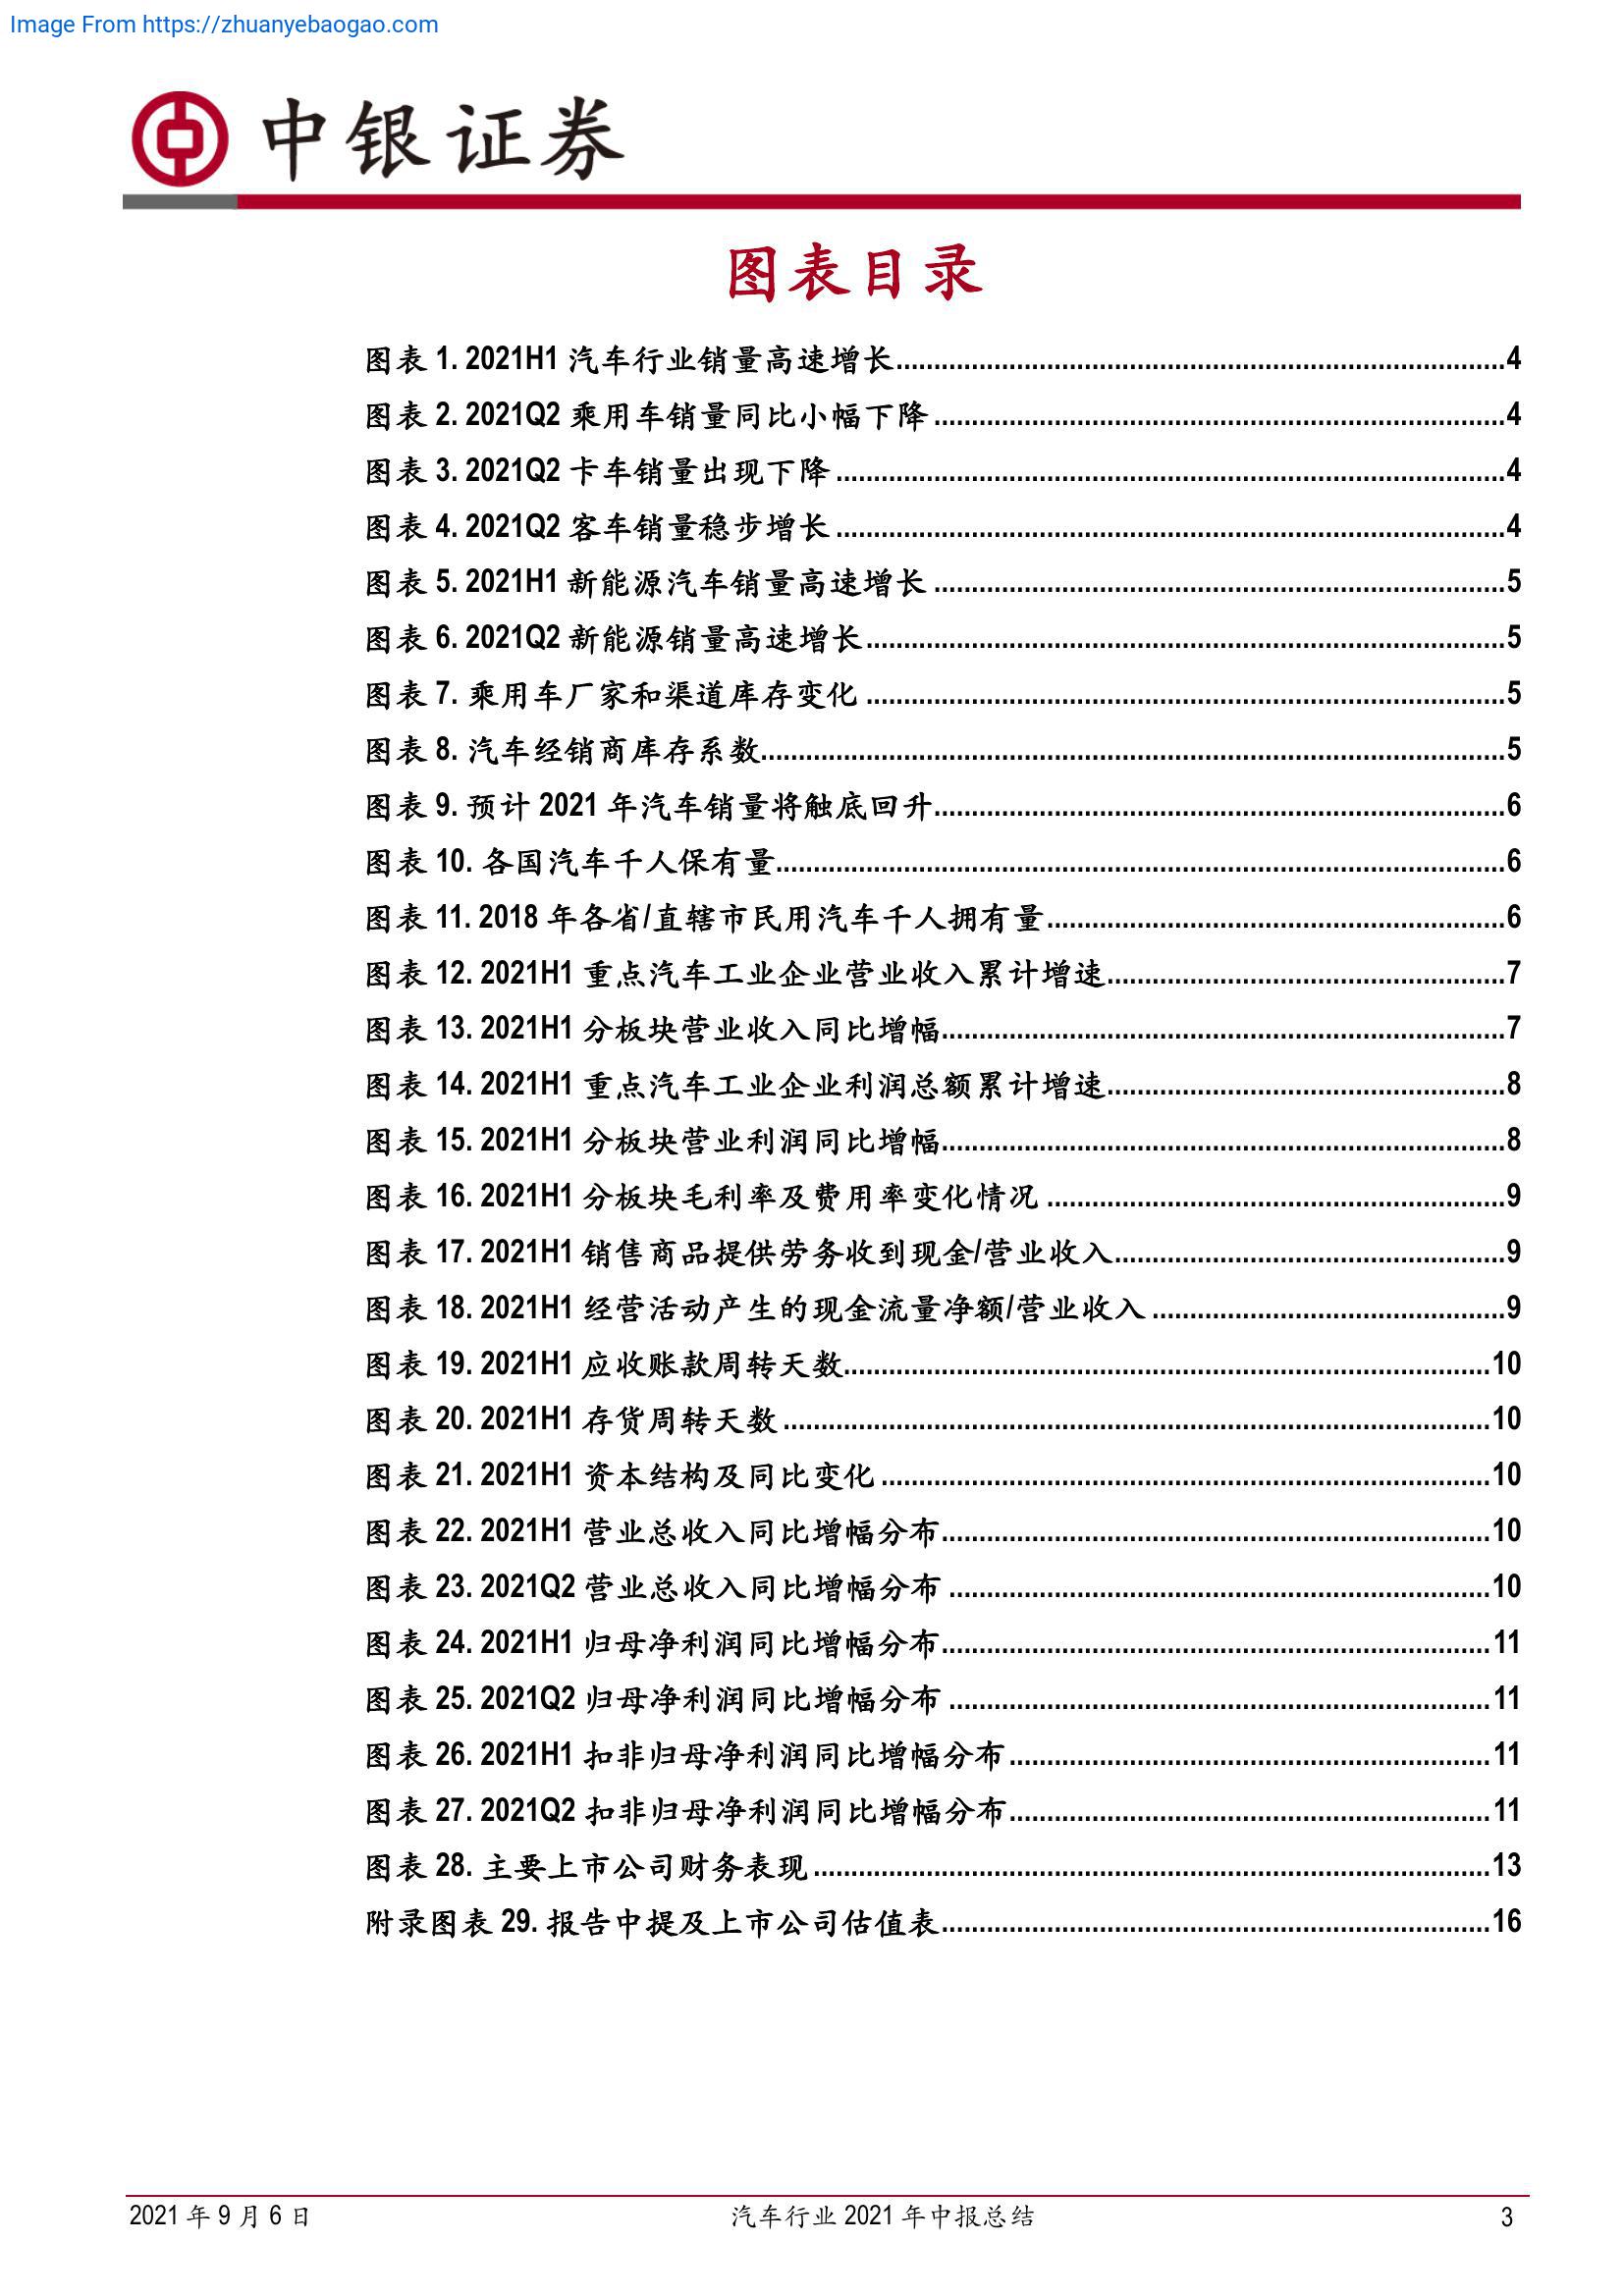 Image From https://zhuanyebaogao.com
中银证券
图表目录
图表 1. 2021H1 汽车行业销量高速增长....................4
图表 2. 2021Q2 乘用车销量同比小幅下降....................4
图表 3. 2021Q2 卡车销量出现下降....................4
图表 4. 2021Q2 客车销量稳步增长....................4
图表 5. 2021H1 新能源汽车销量高速增长....................5
图表 6. 2021Q2 新能源销量高速增长....................5
图表 7. 乘用车厂家和渠道库存变化....................5
图表 8. 汽车经销商库存系数....................5
图表 9. 预计 2021 年汽车销量将触底回升....................6
图表 10. 各国汽车千人保有量....................6
图表 11. 2018 年各省/直辖市民用汽车千人拥有量....................6
图表 12. 2021H1 重点汽车工业企业营业收入累计增速....................7
图表 13. 2021H1 分板块营业收入同比增幅....................7
图表 14. 2021H1 重点汽车工业企业利润总额累计增速....................8
图表 15. 2021H1 分板块营业利润同比增幅....................8
图表 16. 2021H1 分板块毛利率及费用率变化情况....................9
图表 17. 2021H1 销售商品提供劳务收到现金/营业收入....................9
图表 18. 2021H1 经营活动产生的现金流量净额/营业收入....................9
图表 19. 2021H1 应收账款周转天数....................10
图表 20. 2021H1 存货周转天数....................10
图表 21. 2021H1 资本结构及同比变化....................10
图表 22. 2021H1 营业总收入同比增幅分布....................10
图表 23. 2021Q2 营业总收入同比增幅分布....................10
图表 24. 2021H1 归母净利润同比增幅分布....................11
图表 25. 2021Q2 归母净利润同比增幅分布....................11
图表 26. 2021H1 扣非归母净利润同比增幅分布....................11
图表 27. 2021Q2 扣非归母净利润同比增幅分布....................11
图表 28. 主要上市公司财务表现....................13
附录图表 29. 报告中提及上市公司估值表....................16
2021 年 9 月 6 日 汽车行业 2021 年中报总结 3